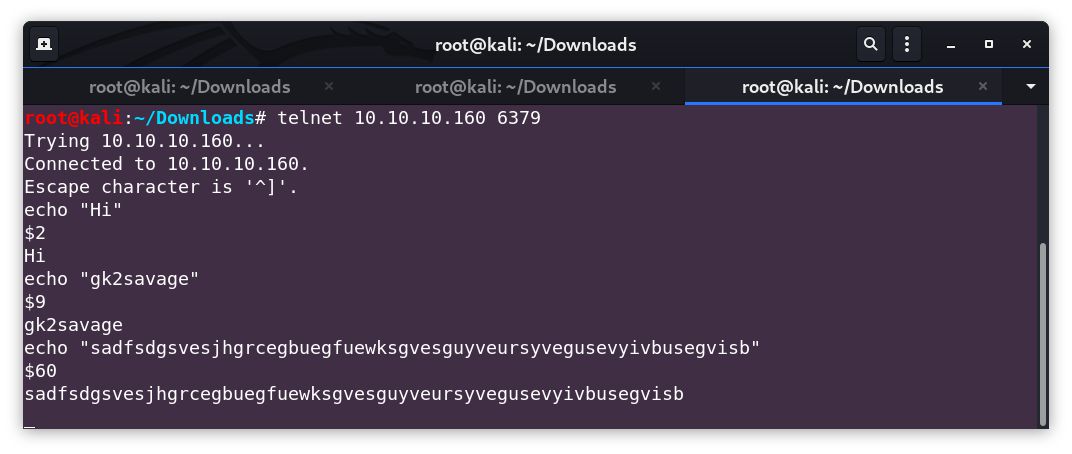 root@kali: ~/Downloads
root@kali: ~/Downloads × root@kali: ~/Downloads × root@kali: ~/Downloads ×
root@kali:~/Downloads# telnet 10.10.10.160 6379
Trying 10.10.10.160...
Connected to 10.10.10.160.
Escape character is '^]'.
echo "Hi"
$2
Hi
echo "gk2savage"
$9
gk2savage
echo "sadfsdgsvesjhgrcegbuegfuewksgvesguyveursyvegusevyivbusegvisb"
$60
sadfsdgsvesjhgrcegbuegfuewksgvesguyveursyvegusevyivbusegvisb